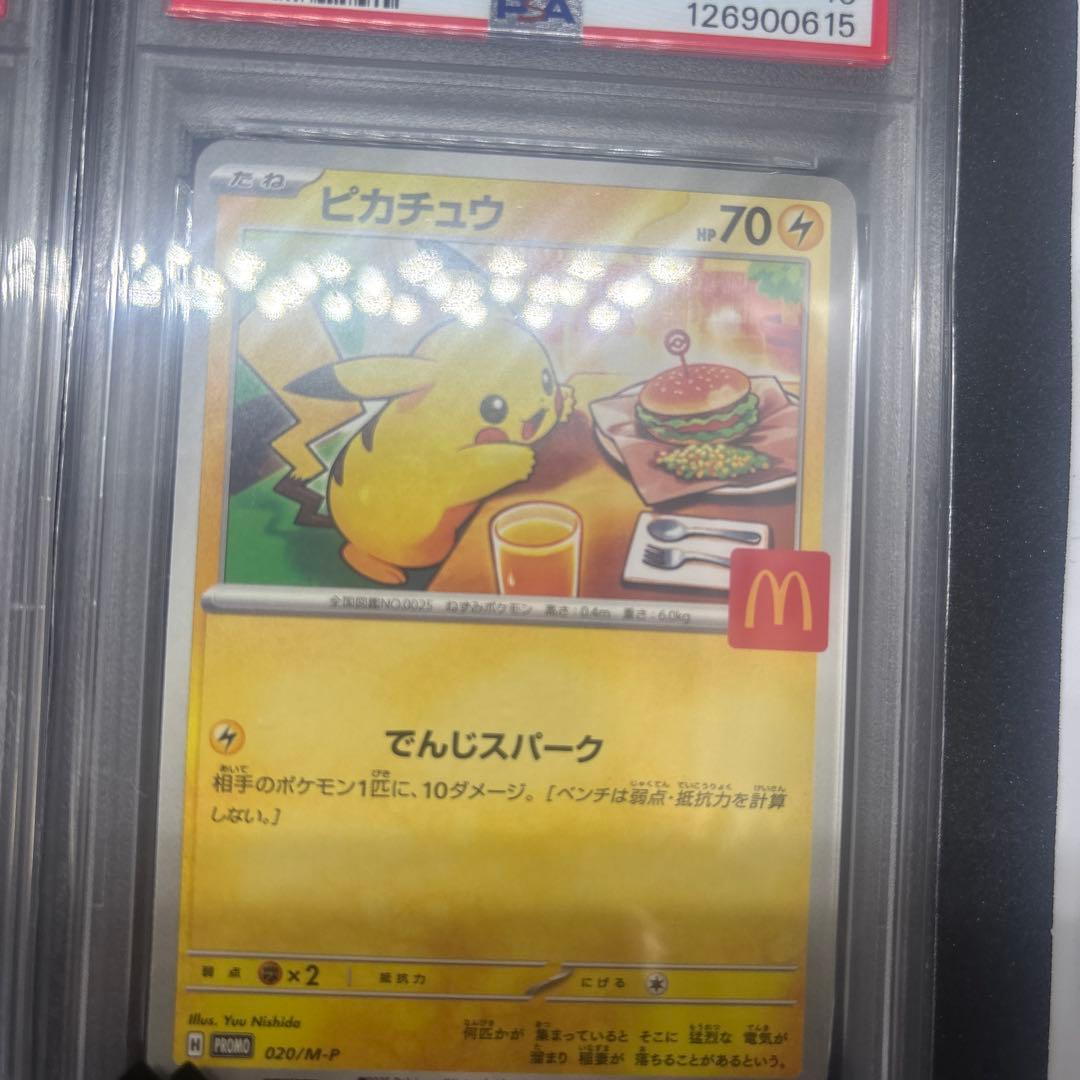 PSA
126900615
たね
ピカチュウ
HP70
全国図鑑NO.0025 ねずみポケモン 高さ:0.4m 重さ:6.0kg
M
でんじスパーク
相手のポケモン1匹に、10ダメージ。[ベンチは弱点・抵抗力を計算
しない。]
弱点 ×2 抵抗力 にげる
Illus. Yuu Nishida
何匹かが 集まっていると そこに 猛烈な 電気が
H PROMO 020/M-P
溜まり 稲妻が 落ちることがあるという。